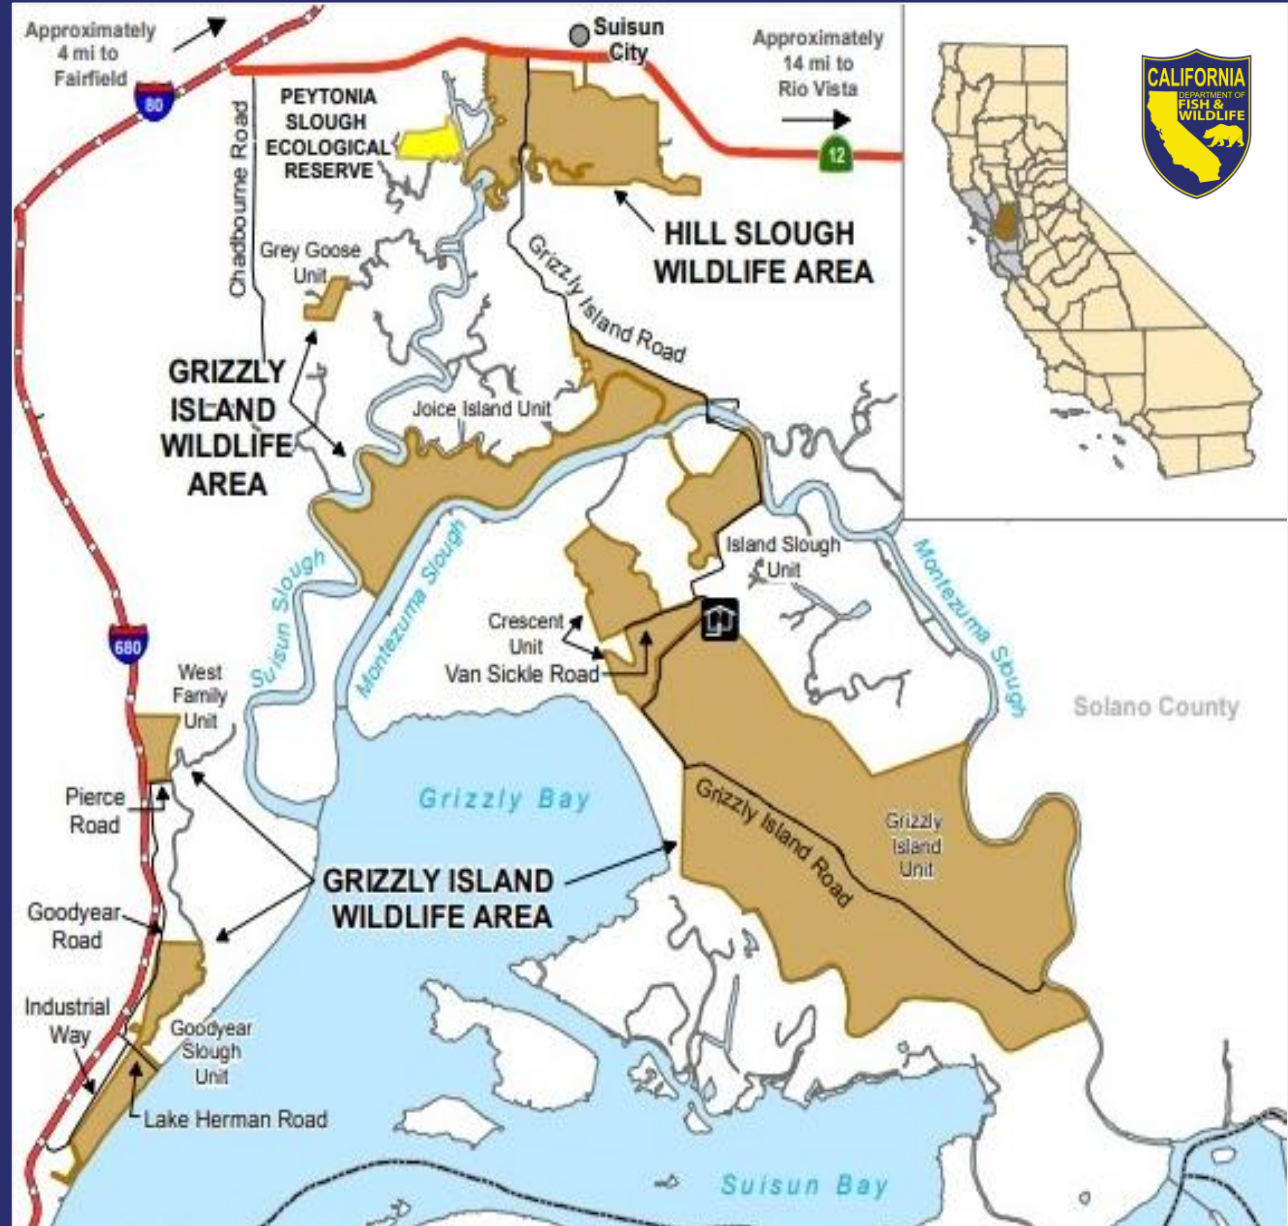 Approximately
4 mi to
Fairfield
80
Suisun
City
Approximately
14 mi to
Rio Vista
12
CALIFORNIA
DEPARTMENT OF
FISH &
WILDLIFE
Chadbourne Road
PEYTONIA
SLOUGH
ECOLOGICAL
RESERVE
HILL SLOUGH
WILDLIFE AREA
Grey Goose
Unit
Grizzly Island Road
GRIZZLY
ISLAND
WILDLIFE
AREA
Joice Island Unit
Suisun Slough
Montezuma Slough
Island Slough
Unit
Montezuma Slough
Crescent
Unit
Van Sickle Road
680
West
Family
Unit
Solano County
Pierce
Road
Grizzly Bay
Grizzly Island Road
Grizzly
Island
Unit
GRIZZLY ISLAND
WILDLIFE AREA
Goodyear
Road
Industrial
Way
Goodyear
Slough
Unit
Lake Herman Road
Suisun Bay